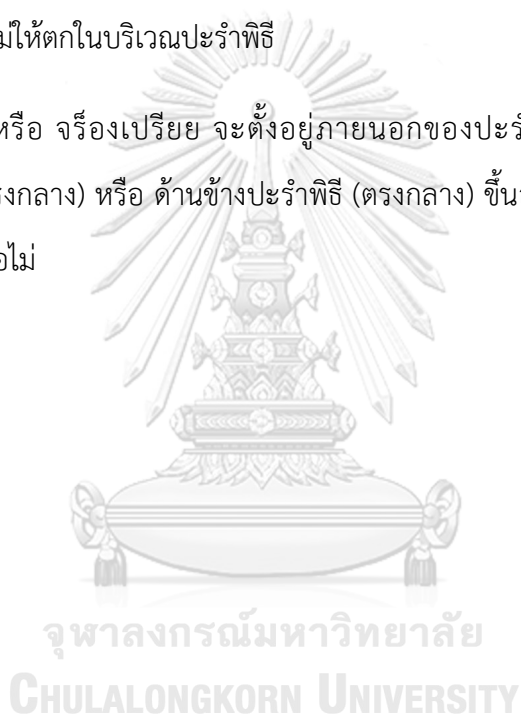 ม่ให้ตกในบริเวณปะรำพิธี
หรือ จร็องเปรียย จะตั้งอยู่ภายนอกของปะรำ
รงกลาง) หรือ ด้านข้างปะรำพิธี (ตรงกลาง) ขึ้น
อไม่
จุฬาลงกรณ์มหาวิทยาลัย
CHULALONGKORN UNIVERSITY